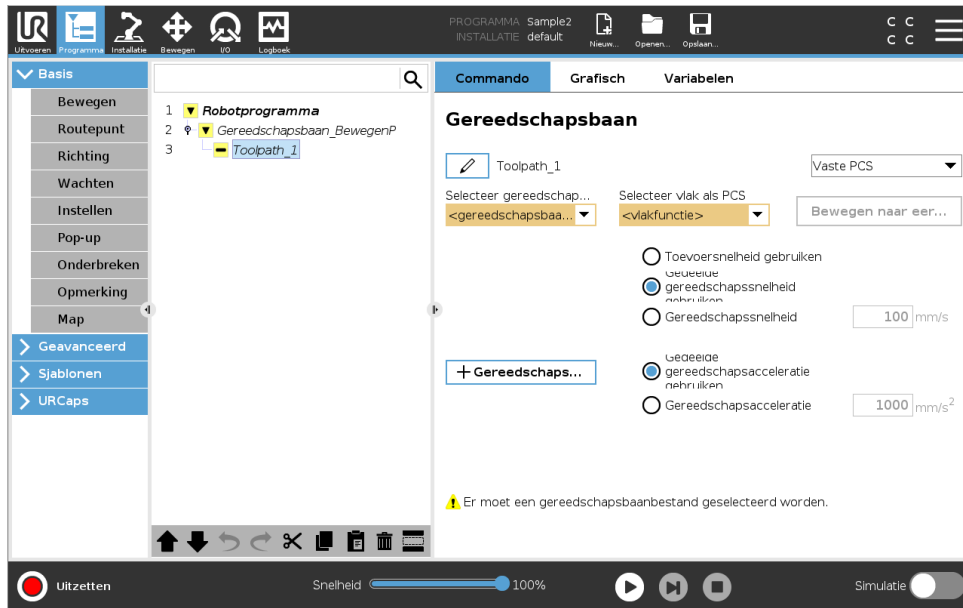 PROGRAMMA Sample2
INSTALLATIE default
Uitvoeren
Programma
Installatie
Bewegen
I/O
Logboek
Nieuw...
Openen...
Opslaan...
C C
C C
Basis
Bewegen
Routepunt
Richting
Wachten
Instellen
Pop-up
Onderbreken
Opmerking
Map
Geavanceerd
Sjablonen
URCaps
1 Robotprogramma
2 Gereedschapsbaan_BewegenP
3 Toolpath_1
Commando
Grafisch
Variabelen
Gereedschapsbaan
Toolpath_1
Vaste PCS
Selecteer gereedschap...
Selecteer vlak als PCS
<gereedschapsbaa...
<vlakfunctie>
Bewegen naar eer...
Toevoersnelheid gebruiken
Gedeelde
gereedschapssnelheid
gebruiken
Gereedschapssnelheid
100 mm/s
+ Gereedschaps...
Gedeelde
gereedschapsacceleratie
gebruiken
Gereedschapsacceleratie
1000 mm/s²
Er moet een gereedschapsbaanbestand geselecteerd worden.
Uitzetten
Snelheid
100%
Simulatie